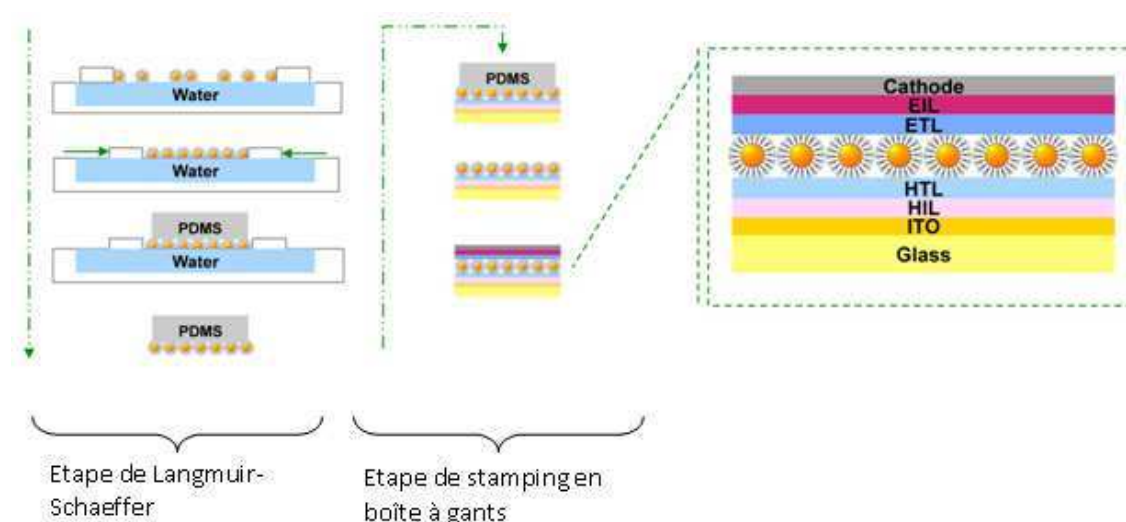 Water
Water
PDMS
Water
PDMS
PDMS
Cathode
EIL
ETL
HTL
HIL
ITO
Glass
Etape de Langmuir-
Schaeffer
Etape de stamping en
boîte à gants